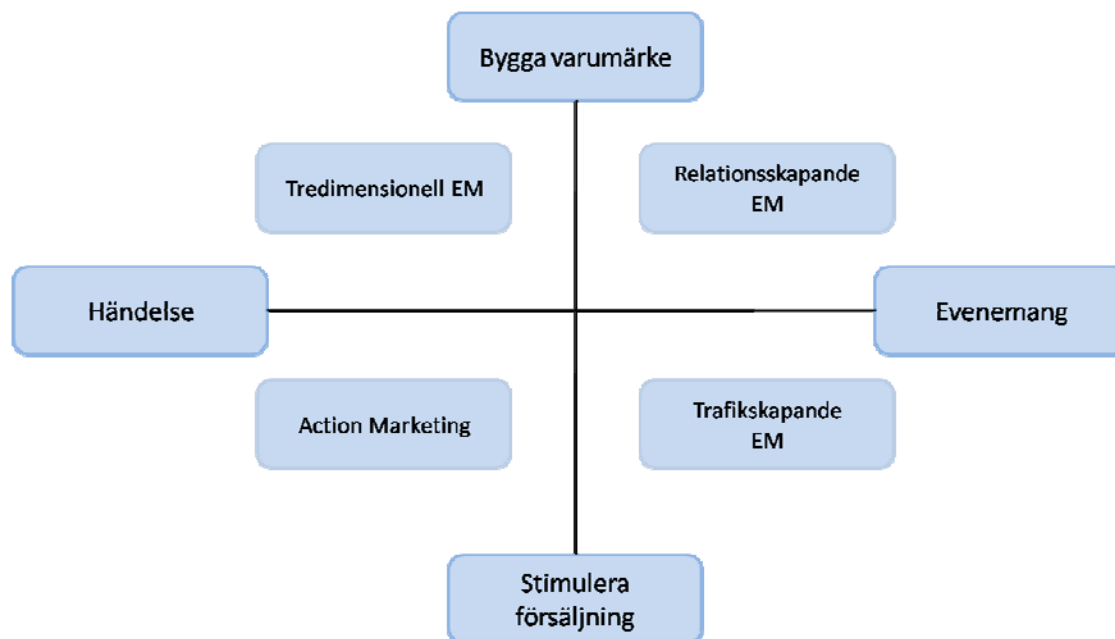 Bygga varumärke
Tredimensionell EM
Relationsskapande
EM
Händelse
Evenemang
Action Marketing
Trafikskapande
EM
Stimulera
försäljning